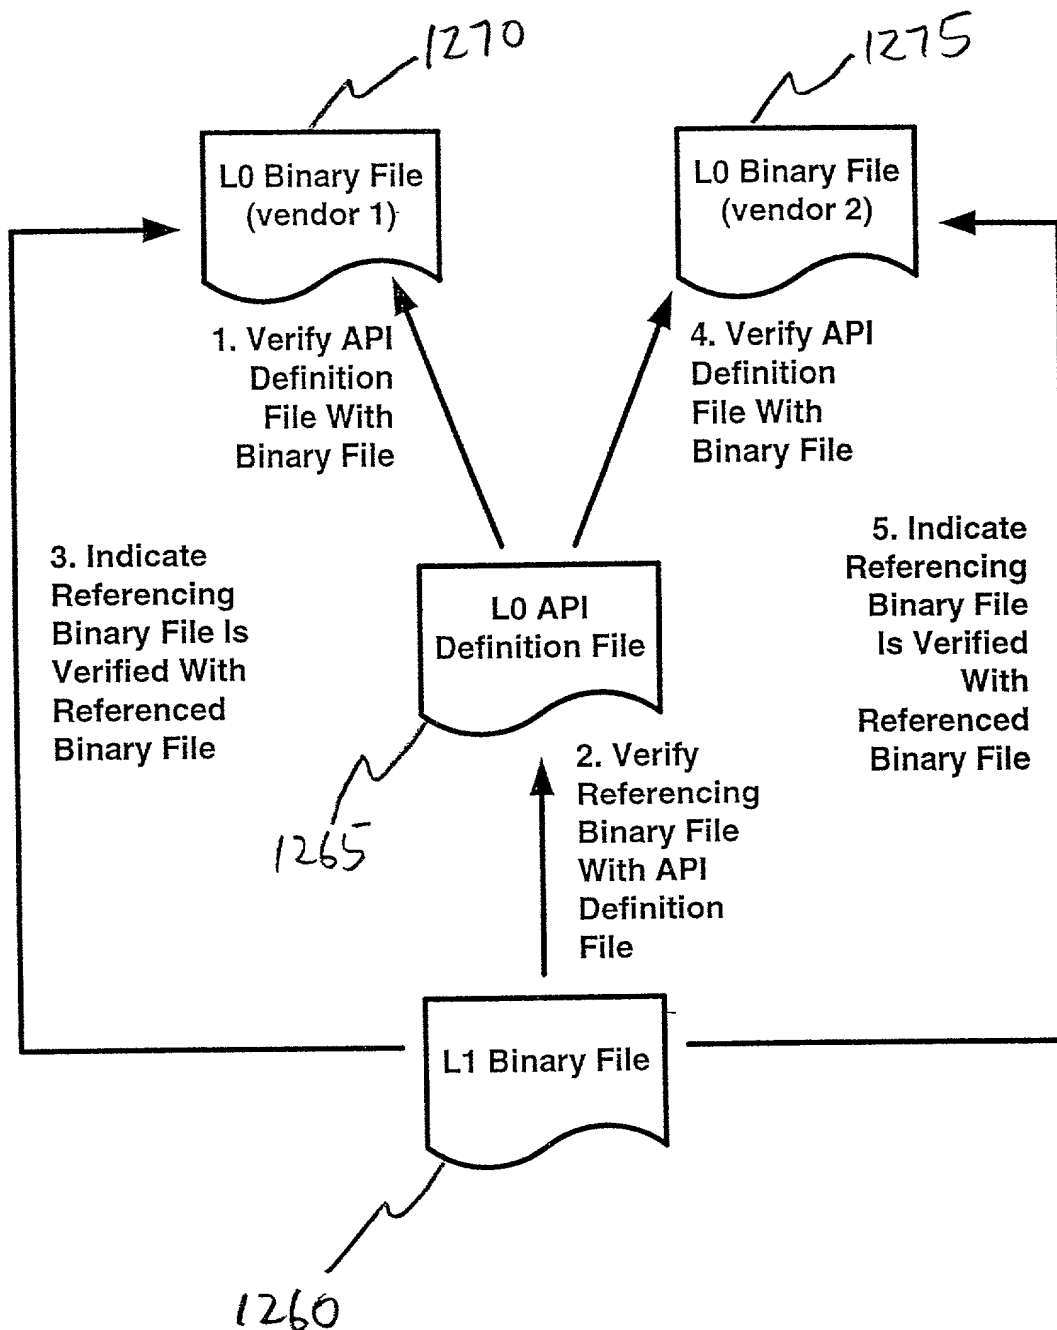 1270
1275
L0 Binary File
(vendor 1)
L0 Binary File
(vendor 2)
1. Verify API
Definition
File With
Binary File
4. Verify API
Definition
File With
Binary File
3. Indicate
Referencing
Binary File Is
Verified With
Referenced
Binary File
L0 API
Definition File
5. Indicate
Referencing
Binary File
Is Verified
With
Referenced
Binary File
1265
2. Verify
Referencing
Binary File
With API
Definition
File
L1 Binary File
1260